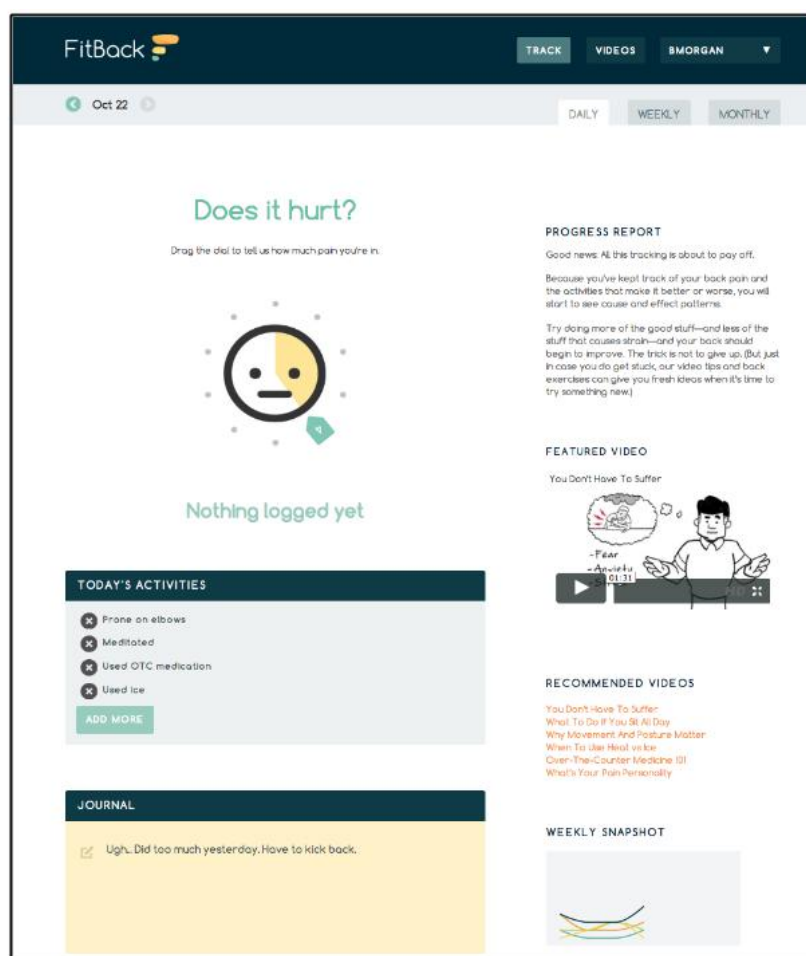 FitBack
TRACK
VIDEOS
BMORGAN
Oct 22
DAILY
WEEKLY
MONTHLY
Does it hurt?
Drag the dial to tell us how much pain you're in.
Nothing logged yet
TODAY'S ACTIVITIES
Prone on elbows
Meditated
Used OTC medication
Used ice
ADD MORE
JOURNAL
Ugh.. Did too much yesterday. Have to kick back.
PROGRESS REPORT
Good news: All this tracking is about to pay off.
Because you've kept track of your back pain and
the activities that make it better or worse, you will
start to see cause and effect patterns.
Try doing more of the good stuff—and less of the
stuff that causes strain—and your back should
begin to improve. The trick is not to give up. (But just
in case you do get stuck, our video tips and back
exercises can give you fresh ideas when it's time to
try something new.)
FEATURED VIDEO
You Don't Have To Suffer
-Fear
-Anxiety
01:31
HD
RECOMMENDED VIDEOS
You Don't Have To Suffer
What To Do If You Sit All Day
Why Movement And Posture Matter
When To Use Heat vs Ice
Over-The-Counter Medicine 101
What's Your Pain Personality
WEEKLY SNAPSHOT